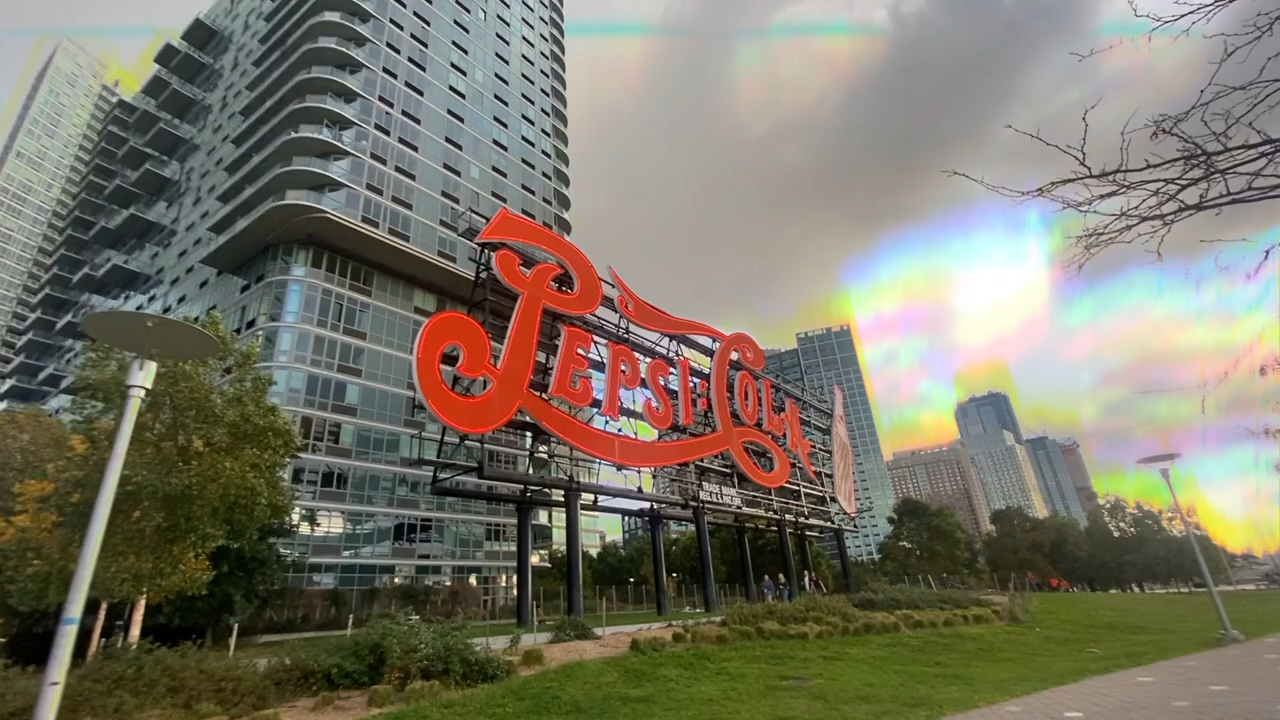 PEPSI:COLA
TRADE MARK
REG. U.S. PAT. OFF.